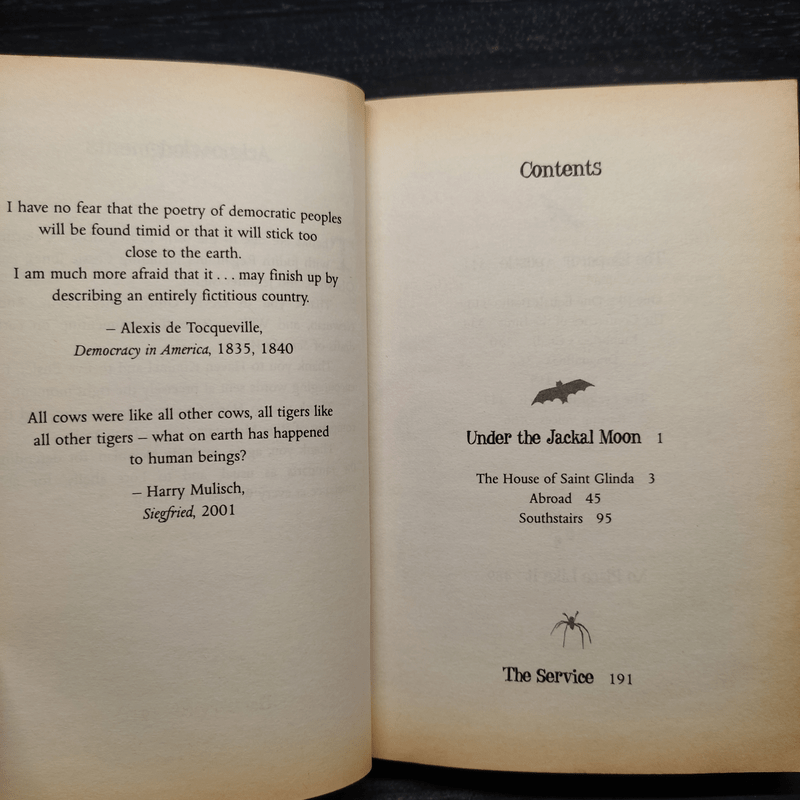 I have no fear that the poetry of democratic peoples
will be found timid or that it will stick too
close to the earth.
I am much more afraid that it . . . may finish up by
describing an entirely fictitious country.
– Alexis de Tocqueville,
Democracy in America, 1835, 1840
All cows were like all other cows, all tigers like
all other tigers – what on earth has happened
to human beings?
– Harry Mulisch,
Siegfried, 2001
Contents
Under the Jackal Moon 1
The House of Saint Glinda 3
Abroad 45
Southstairs 95
The Service 191